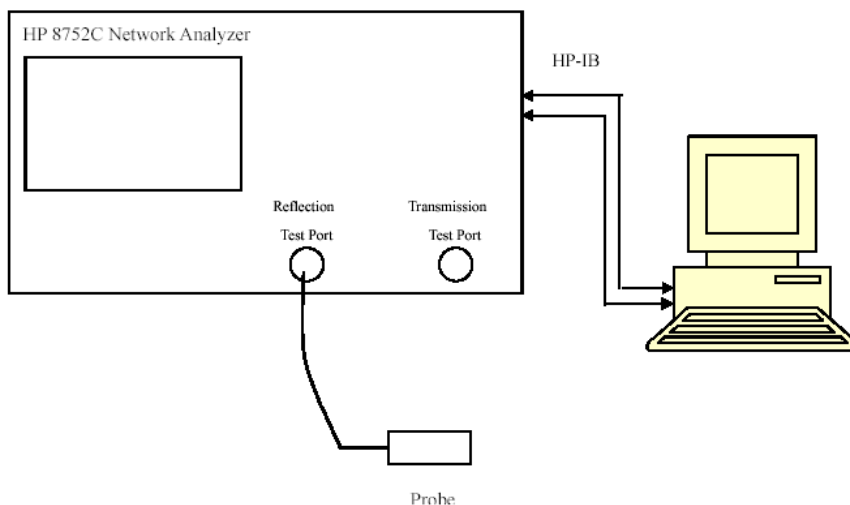 HP 8752C Network Analyzer
HP-IB
Reflection
Test Port
Transmission
Test Port
Probe